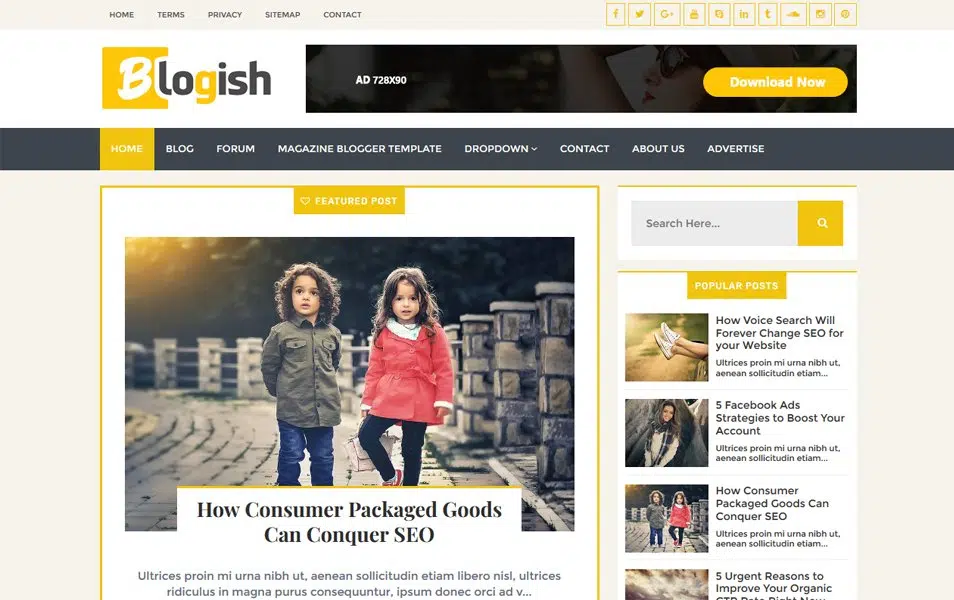 HOME TERMS PRIVACY SITEMAP CONTACT
Blogish
AD 728X90
Download Now
HOME BLOG FORUM MAGAZINE BLOGGER TEMPLATE DROPDOWN CONTACT ABOUT US ADVERTISE
FEATURED POST
How Consumer Packaged Goods
Can Conquer SEO
Ultrices proin mi urna nibh ut, aenean sollicitudin etiam libero nisl, ultrices
ridiculus in magna purus consequuntur, ipsum donec orci ad v...
Search Here...
POPULAR POSTS
How Voice Search Will
Forever Change SEO for
your Website
Ultrices proin mi urna nibh ut,
aenean sollicitudin etiam...
5 Facebook Ads
Strategies to Boost Your
Account
Ultrices proin mi urna nibh ut,
aenean sollicitudin etiam...
How Consumer
Packaged Goods Can
Conquer SEO
Ultrices proin mi urna nibh ut,
aenean sollicitudin etiam...
5 Urgent Reasons to
Improve Your Organic
CTR Rate Right Now